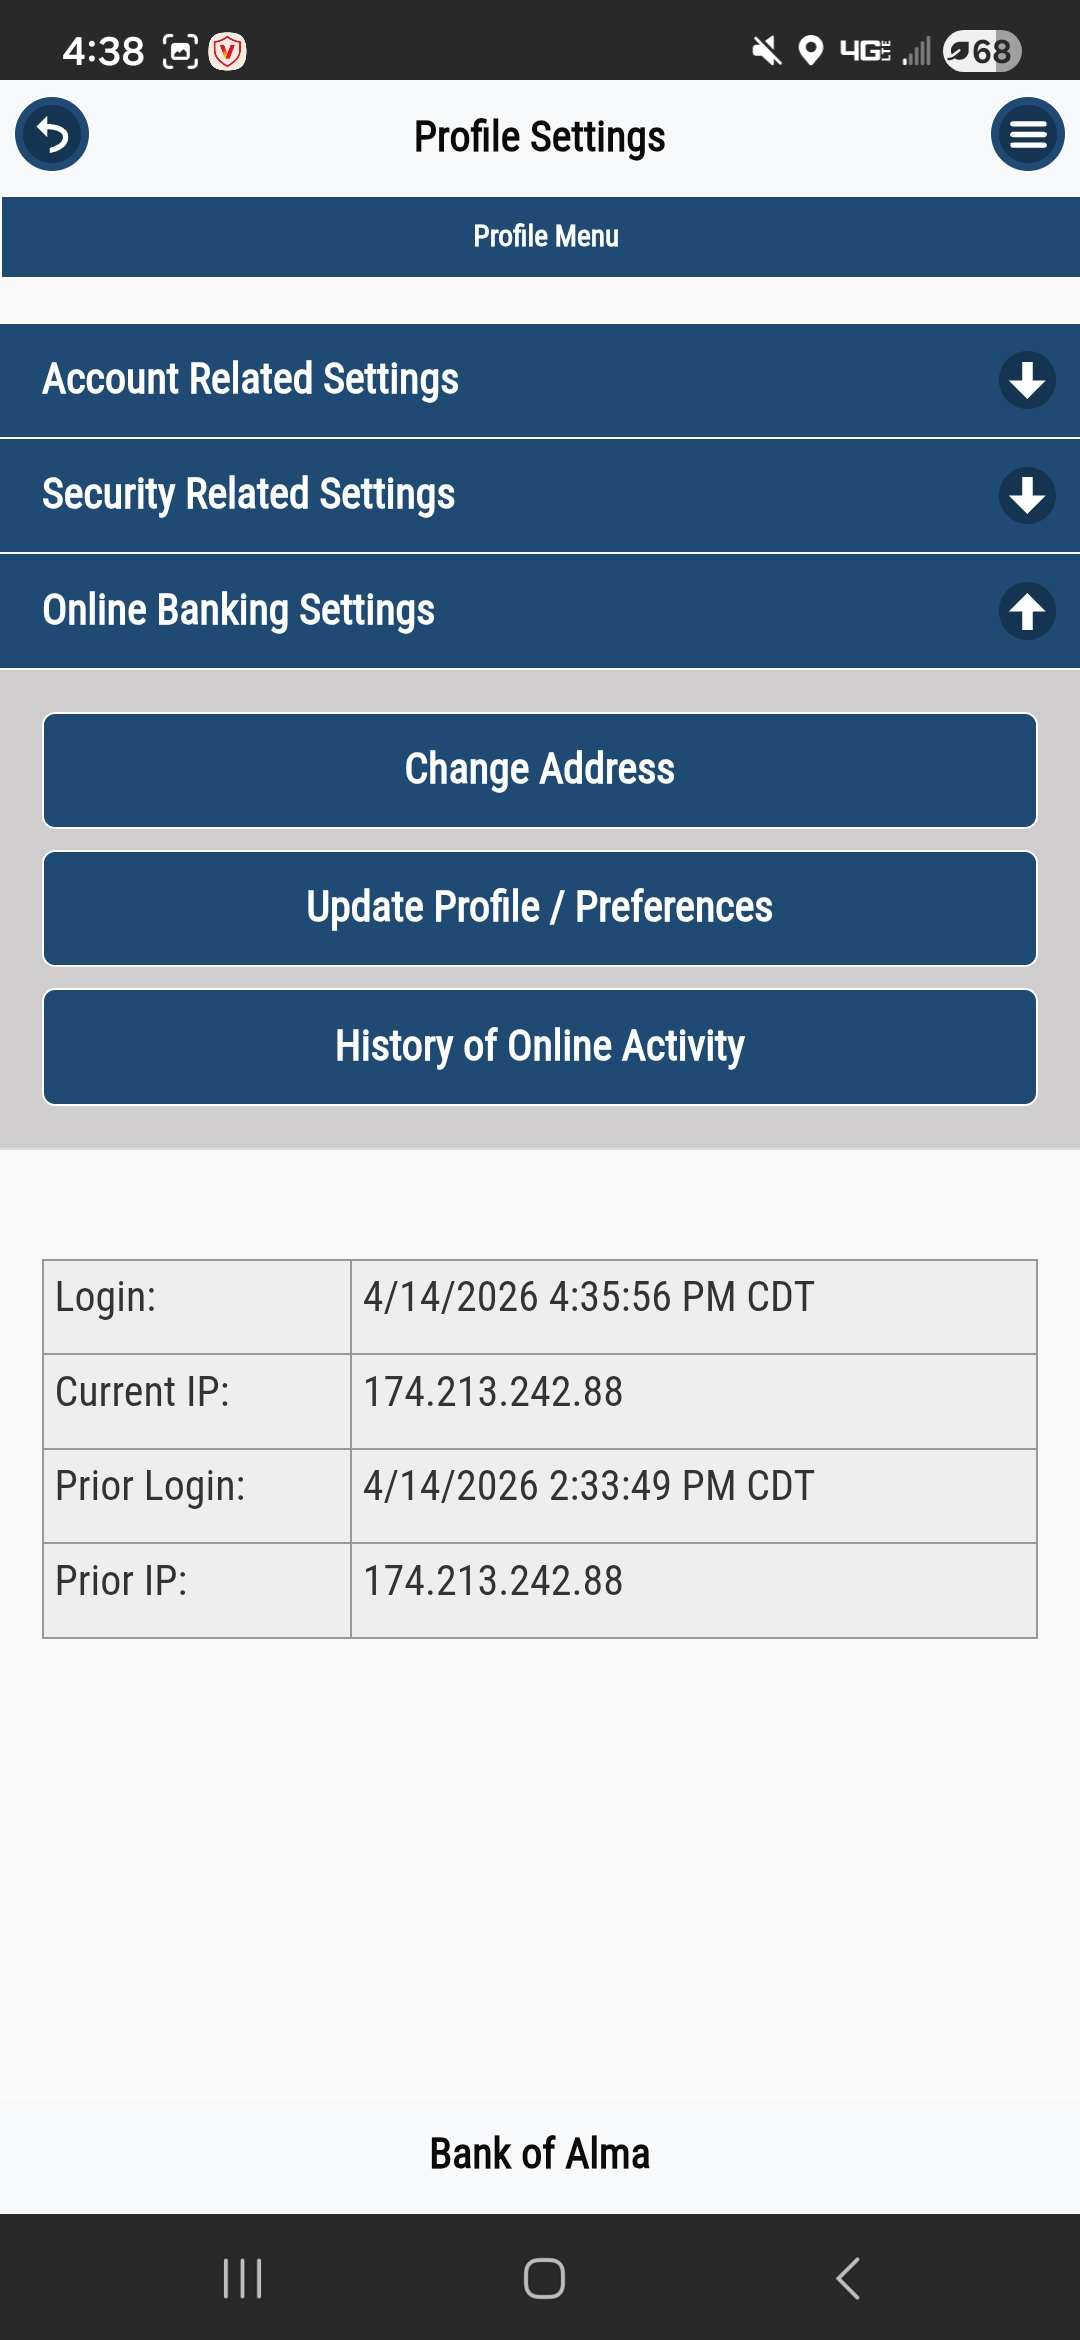 4:38
4G LTE
68
Profile Settings
Profile Menu
Account Related Settings
Security Related Settings
Online Banking Settings
Change Address
Update Profile / Preferences
History of Online Activity
Login: 4/14/2026 4:35:56 PM CDT
Current IP: 174.213.242.88
Prior Login: 4/14/2026 2:33:49 PM CDT
Prior IP: 174.213.242.88
Bank of Alma